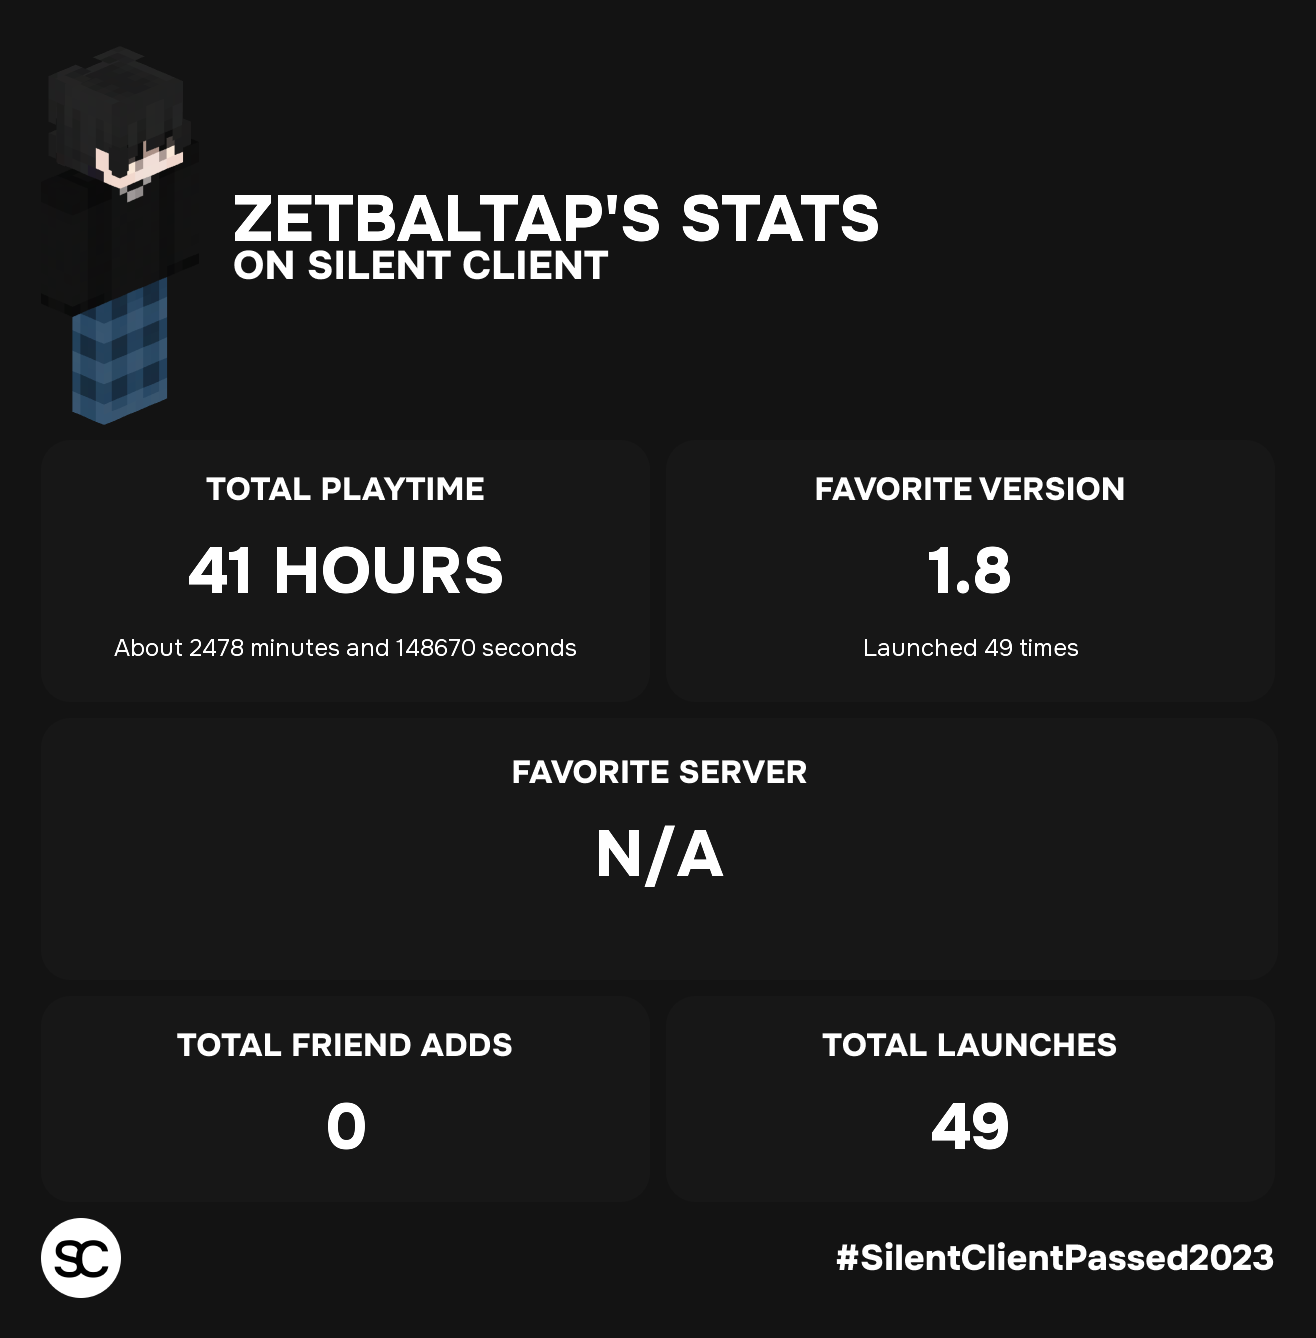 ZETBALTAP'S STATS
ON SILENT CLIENT
TOTAL PLAYTIME
41 HOURS
About 2478 minutes and 148670 seconds
FAVORITE VERSION
1.8
Launched 49 times
FAVORITE SERVER
N/A
TOTAL FRIEND ADDS
0
TOTAL LAUNCHES
49
SC
#SilentClientPassed2023